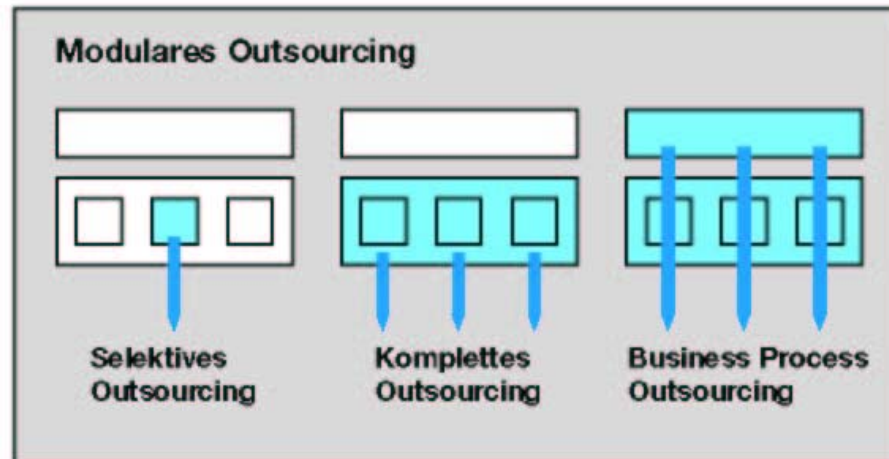 Modulares Outsourcing
Selektives
Outsourcing
Komplettes
Outsourcing
Business Process
Outsourcing